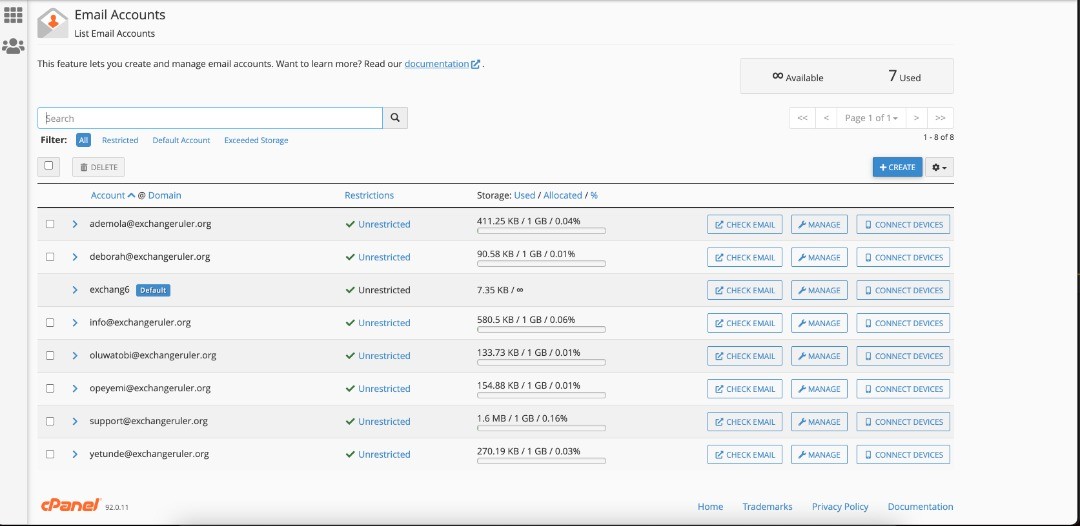 Email Accounts
List Email Accounts
This feature lets you create and manage email accounts. Want to learn more? Read our documentation .
∞ Available 7 Used
Search
<< < Page 1 of 1 > >>
Filter: All Restricted Default Account Exceeded Storage
1 - 8 of 8
DELETE + CREATE
Account @ Domain Restrictions Storage: Used / Allocated / %
ademola@exchangeruler.org Unrestricted 411.25 KB / 1 GB / 0.04% CHECK EMAIL MANAGE CONNECT DEVICES
deborah@exchangeruler.org Unrestricted 90.58 KB / 1 GB / 0.01% CHECK EMAIL MANAGE CONNECT DEVICES
exchang6 Default Unrestricted 7.35 KB / ∞ CHECK EMAIL MANAGE CONNECT DEVICES
info@exchangeruler.org Unrestricted 580.5 KB / 1 GB / 0.06% CHECK EMAIL MANAGE CONNECT DEVICES
oluwatobi@exchangeruler.org Unrestricted 133.73 KB / 1 GB / 0.01% CHECK EMAIL MANAGE CONNECT DEVICES
opeyemi@exchangeruler.org Unrestricted 154.88 KB / 1 GB / 0.01% CHECK EMAIL MANAGE CONNECT DEVICES
support@exchangeruler.org Unrestricted 1.6 MB / 1 GB / 0.16% CHECK EMAIL MANAGE CONNECT DEVICES
yetunde@exchangeruler.org Unrestricted 270.19 KB / 1 GB / 0.03% CHECK EMAIL MANAGE CONNECT DEVICES
cPanel 92.0.11 Home Trademarks Privacy Policy Documentation